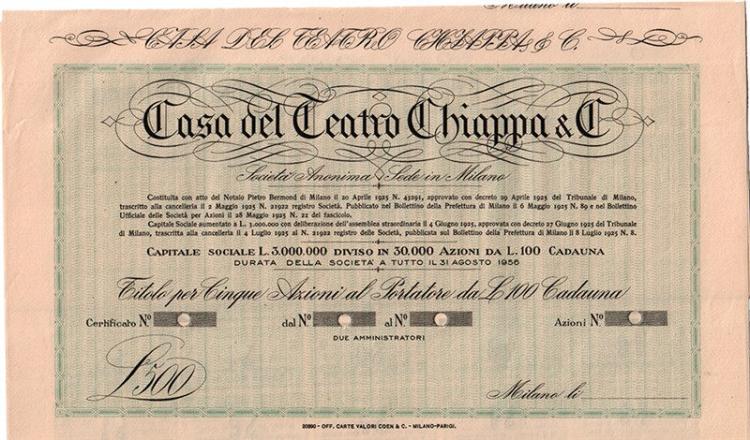 Milano li
CASA DEL TEATRO CHIAPPA & C.
Casa del Teatro Chiappa & C
Società Anonima Sede in Milano
Costituita con atto del Notaio Pietro Bermond di Milano il 20 Aprile 1925 N. 43295, approvato con decreto 29 Aprile 1925 del Tribunale di Milano,
trascritto alla cancelleria il 2 Maggio 1925 N. 21922 registro Società. Pubblicato nel Bollettino della Prefettura di Milano il 6 Maggio 1925 N. 89 e nel Bollettino
Ufficiale delle Società per Azioni il 28 Maggio 1925 N. 22 del fascicolo.
Capitale Sociale aumentato a L. 3.000.000 con deliberazione dell'assemblea straordinaria il 4 Giugno 1925, approvata con decreto 27 Giugno 1925 del Tribunale
di Milano, trascritta alla cancelleria il 4 Luglio 1925 al N. 21922 registro delle Società, pubblicata sul Bollettino della Prefettura di Milano il 8 Luglio 1925 N. 8.
CAPITALE SOCIALE L. 3.000.000 DIVISO IN 30.000 AZIONI DA L. 100 CADAUNA
DURATA DELLA SOCIETÀ A TUTTO IL 31 AGOSTO 1956
Titolo per Cinque Azioni al Portatore da £ 100 Cadauna
Certificato Nº dal Nº al Nº Azioni Nº
DUE AMMINISTRATORI
£500
Milano li
20890 - OFF. CARTE VALORI COEN & C. - MILANO-PARIGI.